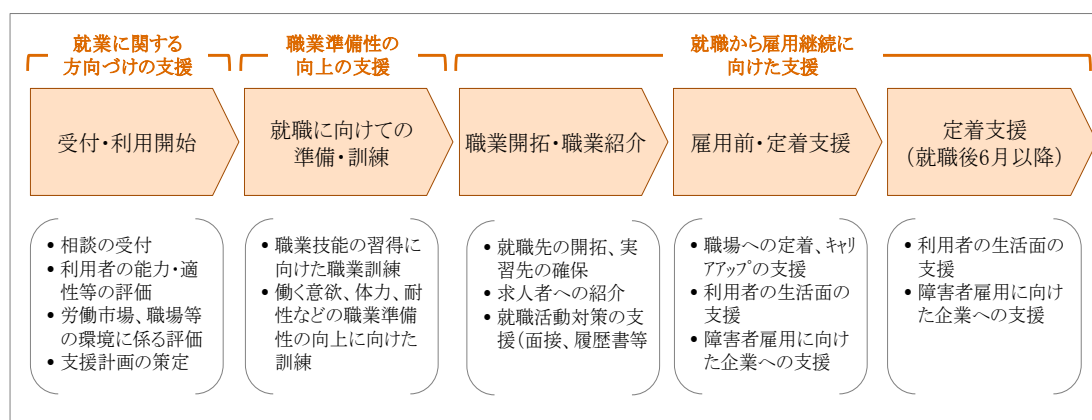 就業に関する
方向づけの支援
職業準備性の
向上の支援
就職から雇用継続に
向けた支援
受付・利用開始
就職に向けての
準備・訓練
職業開拓・職業紹介
雇用前・定着支援
定着支援
(就職後6月以降)
• 相談の受付
• 利用者の能力・適
性等の評価
• 労働市場、職場等
の環境に係る評価
• 支援計画の策定
• 職業技能の習得に
向けた職業訓練
• 働く意欲、体力、耐
性などの職業準備
性の向上に向けた
訓練
• 就職先の開拓、実
習先の確保
• 求人者への紹介
• 就職活動対策の支
援(面接、履歴書等
• 職場への定着、ｷｬﾘ
ｱｱｯﾌﾟの支援
• 利用者の生活面の
支援
• 障害者雇用に向け
た企業への支援
• 利用者の生活面の
支援
• 障害者雇用に向け
た企業への支援